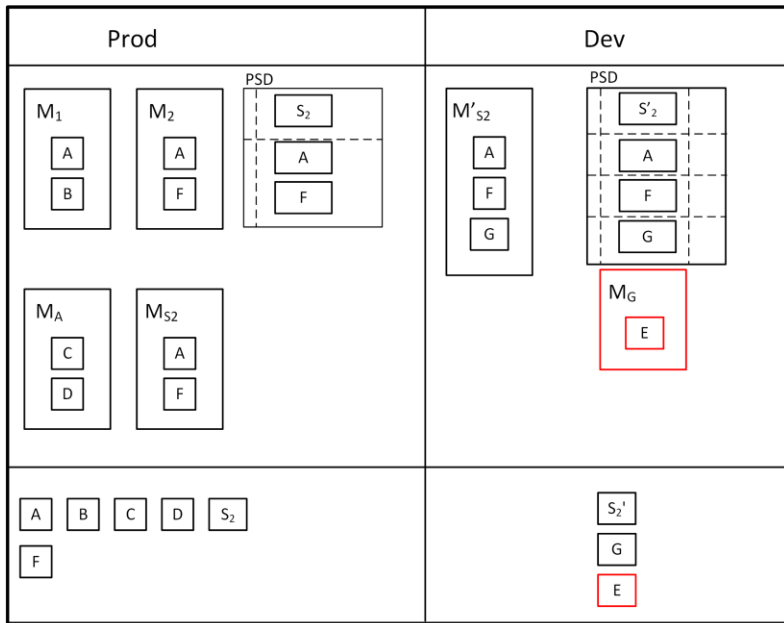 Prod
Dev
PSD
PSD
M₁
M₂
S₂
M'S2
S'₂
A
A
A
A
A
B
F
F
F
F
G
G
MA
MS2
MG
C
A
E
D
F
A B C D S₂
S₂'
F
G
E